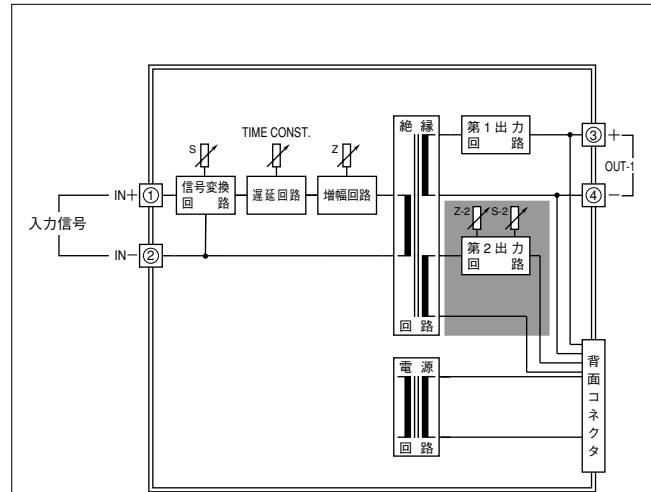 TIME CONST.
S
Z
絶 縁
第1出力
回 路
③ +
OUT-1
④ −
IN+ ①
信号変換
回 路
遅延回路
増幅回路
入力信号
IN− ②
Z-2 S-2
第2出力
回 路
回 路
電 源
回 路
背面コネクタ